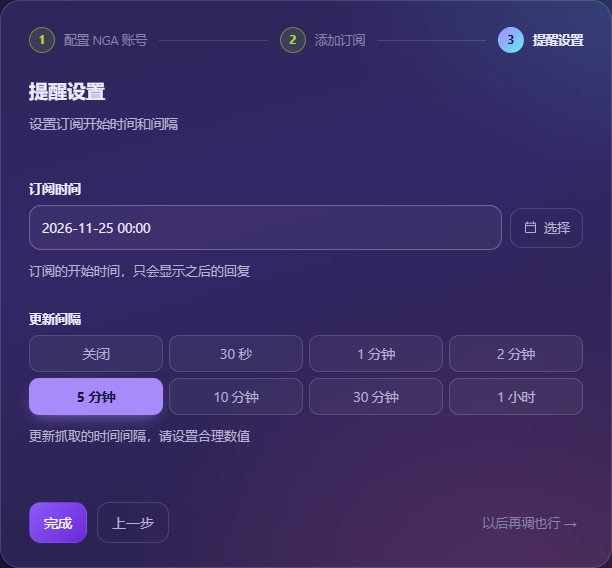 1 配置 NGA 账号 2 添加订阅 3 提醒设置
提醒设置
设置订阅开始时间和间隔
订阅时间
2026-11-25 00:00 选择
订阅的开始时间，只会显示之后的回复
更新间隔
关闭 30 秒 1 分钟 2 分钟
5 分钟 10 分钟 30 分钟 1 小时
更新抓取的时间间隔，请设置合理数值
完成 上一步 以后再调也行 →